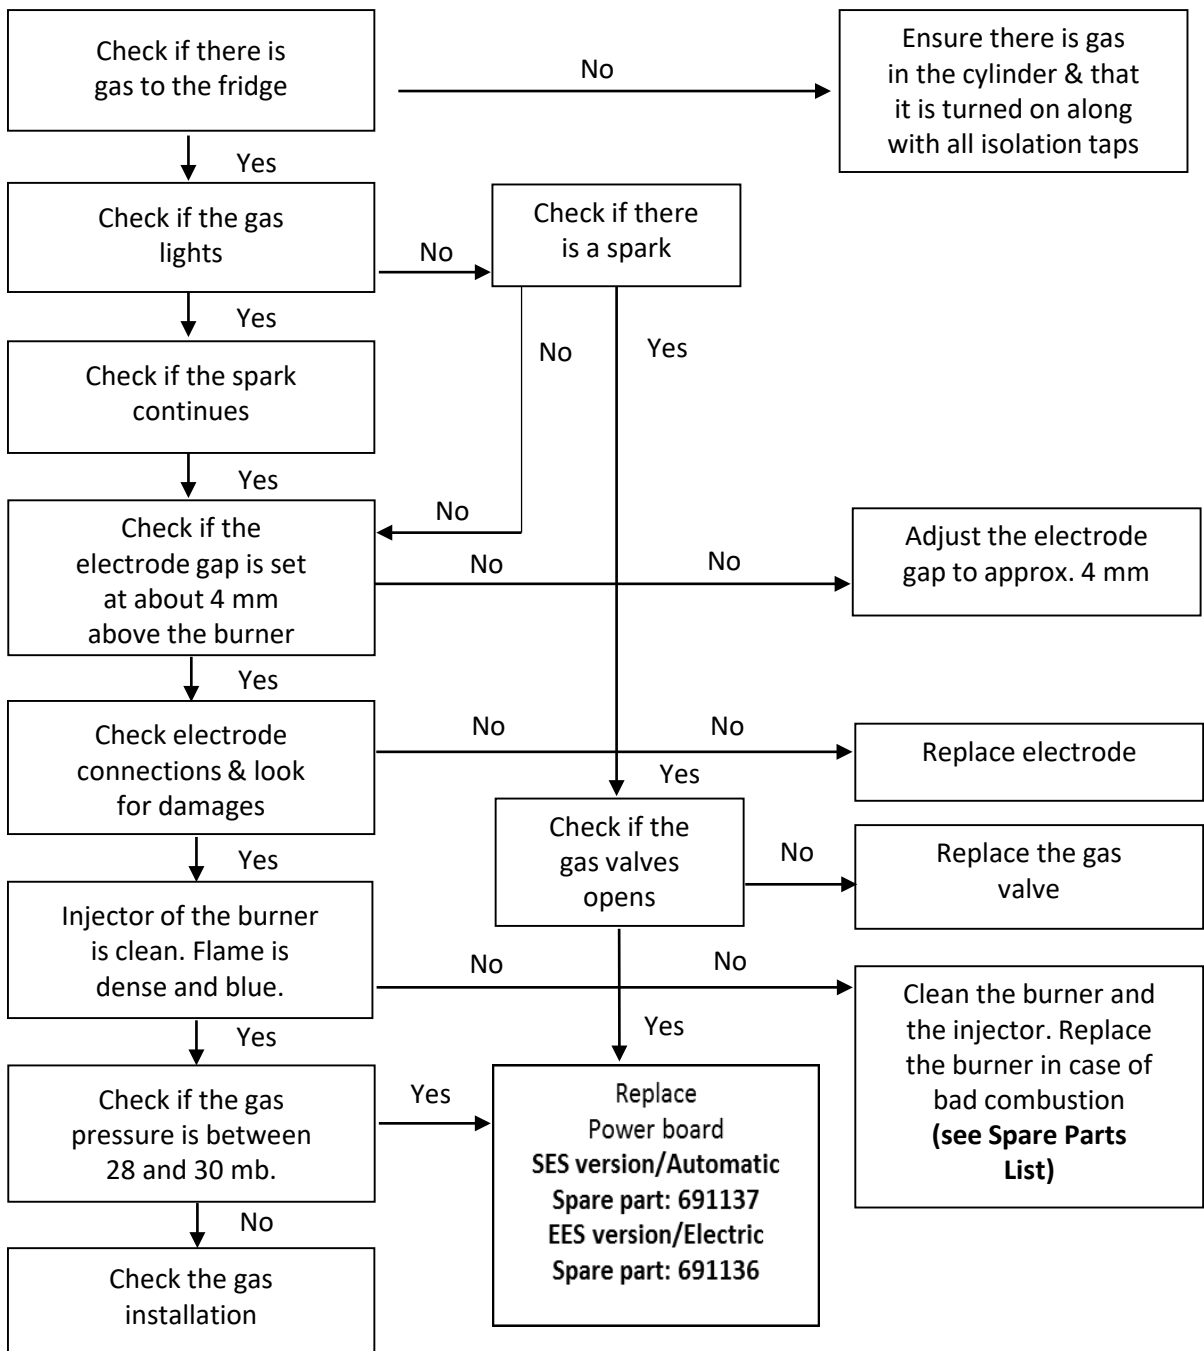 Check if there is
gas to the fridge
No
Ensure there is gas
in the cylinder & that
it is turned on along
with all isolation taps
Yes
Check if the gas
lights
No
Check if there
is a spark
Yes
No
Yes
Check if the spark
continues
Yes
No
Check if the
electrode gap is set
at about 4 mm
above the burner
No
No
Adjust the electrode
gap to approx. 4 mm
Yes
Check electrode
connections & look
for damages
No
No
Replace electrode
Yes
Check if the
gas valves
opens
No
Replace the gas
valve
Yes
Injector of the burner
is clean. Flame is
dense and blue.
No
No
Clean the burner and
the injector. Replace
the burner in case of
bad combustion
(see Spare Parts
List)
Yes
Yes
Check if the gas
pressure is between
28 and 30 mb.
Yes
Replace
Power board
SES version/Automatic
Spare part: 691137
EES version/Electric
Spare part: 691136
No
Check the gas
installation